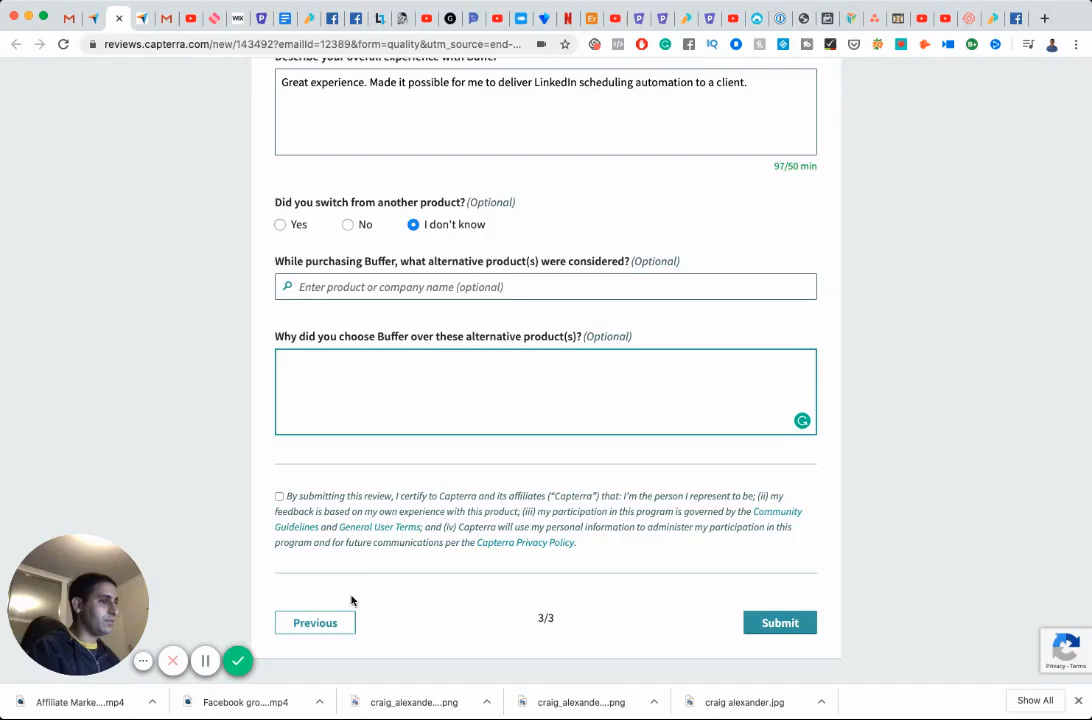 reviews.capterra.com/new/143492?emailId=12389&form=quality&utm_source=end-...
Describe your overall experience with Buffer
Great experience. Made it possible for me to deliver LinkedIn scheduling automation to a client.
97/50 min
Did you switch from another product? (Optional)
Yes No I don't know
While purchasing Buffer, what alternative product(s) were considered? (Optional)
Enter product or company name (optional)
Why did you choose Buffer over these alternative product(s)? (Optional)
By submitting this review, I certify to Capterra and its affiliates (“Capterra”) that: I'm the person I represent to be; (ii) my
feedback is based on my own experience with this product; (iii) my participation in this program is governed by the Community
Guidelines and General User Terms; and (iv) Capterra will use my personal information to administer my participation in this
program and for future communications per the Capterra Privacy Policy.
Previous 3/3 Submit
Privacy - Terms
Affiliate Marke....mp4 Facebook gro....mp4 craig_alexande....png craig_alexande....png craig alexander.jpg Show All